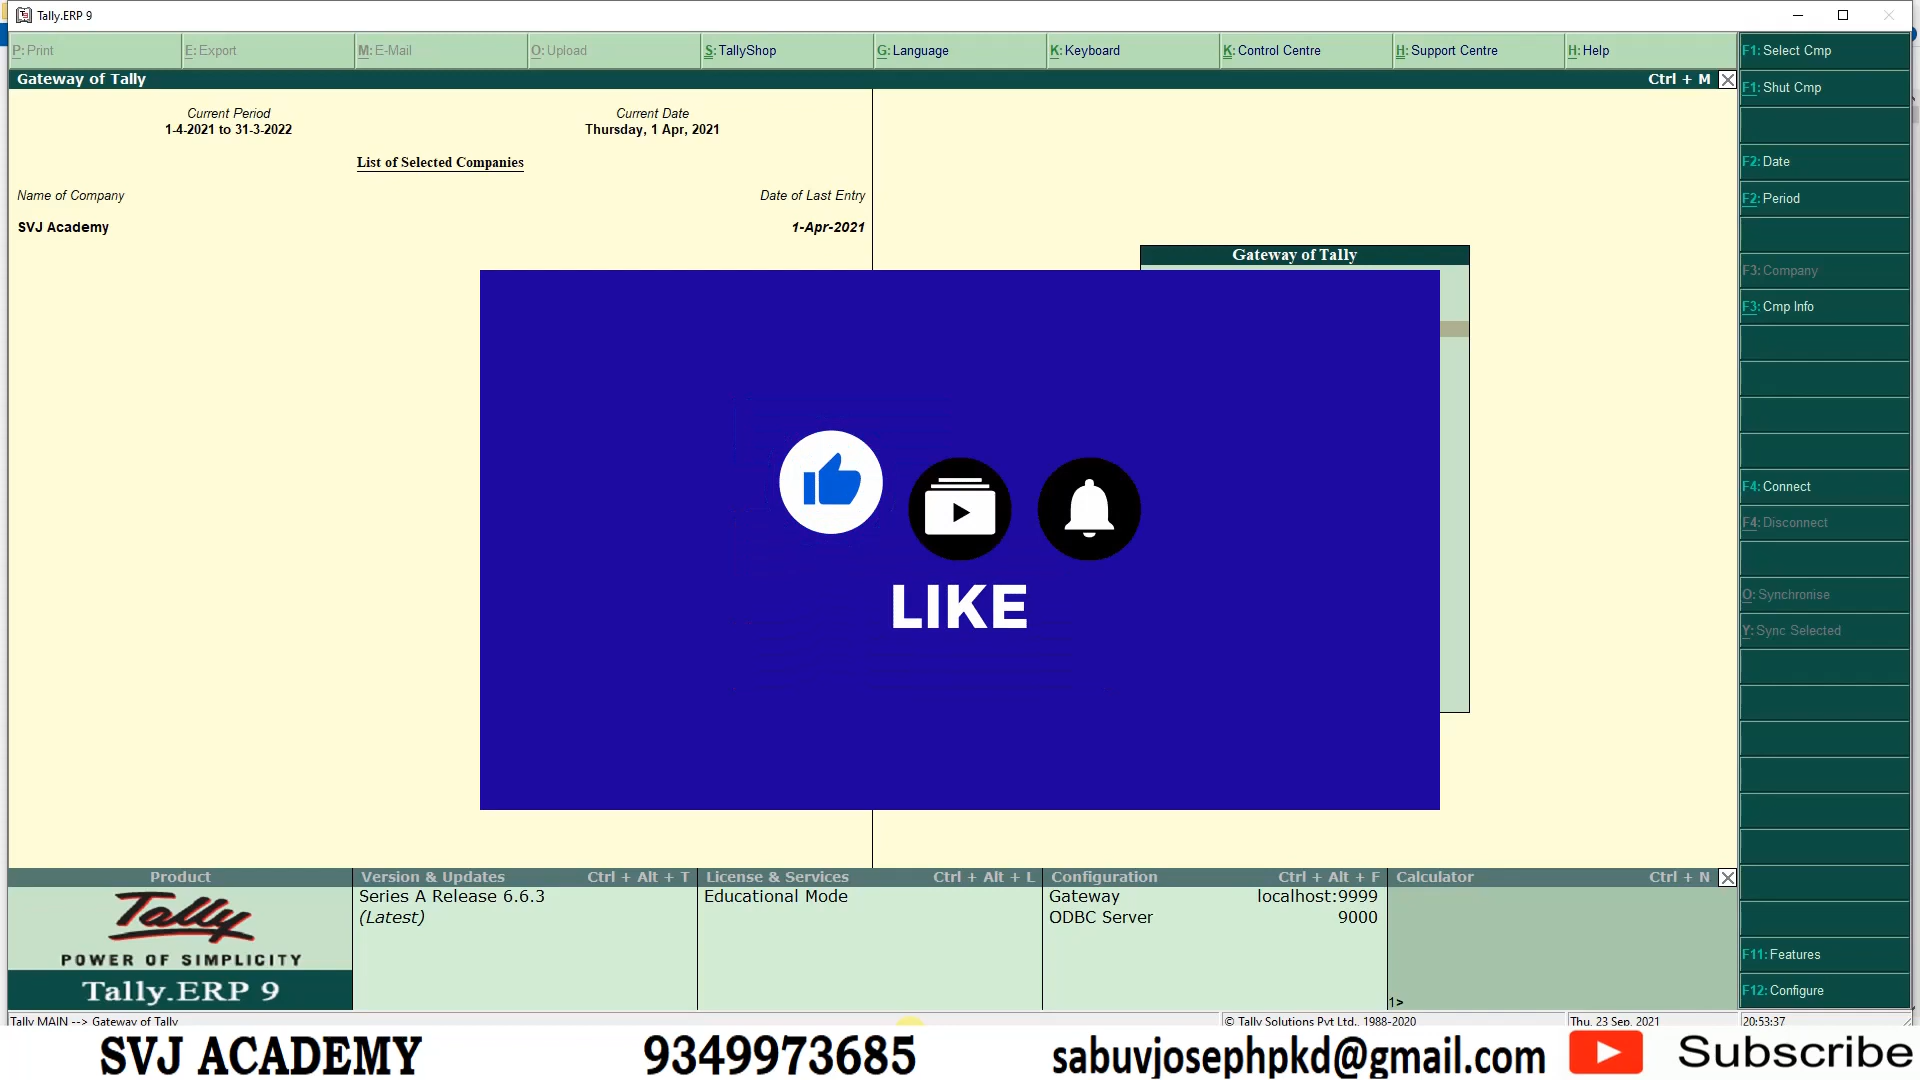 Tally.ERP 9
P: Print
E: Export
M: E-Mail
O: Upload
S: TallyShop
G: Language
K: Keyboard
K: Control Centre
H: Support Centre
H: Help
Gateway of Tally
Ctrl + M
Current Period
1-4-2021 to 31-3-2022
Current Date
Thursday, 1 Apr, 2021
List of Selected Companies
Name of Company
Date of Last Entry
SVJ Academy
1-Apr-2021
Gateway of Tally
LIKE
F1: Select Cmp
F1: Shut Cmp
F2: Date
F2: Period
F3: Company
F3: Cmp Info
F4: Connect
F4: Disconnect
O: Synchronise
Y: Sync Selected
F11: Features
F12: Configure
Product
Tally
POWER OF SIMPLICITY
Tally.ERP 9
Version & Updates Ctrl + Alt + T
Series A Release 6.6.3
(Latest)
License & Services Ctrl + Alt + L
Educational Mode
Configuration Ctrl + Alt + F
Gateway localhost:9999
ODBC Server 9000
Calculator Ctrl + N
1>
Tally MAIN --> Gateway of Tally
© Tally Solutions Pvt Ltd., 1988-2020
Thu, 23 Sep, 2021
20:53:37
SVJ ACADEMY
9349973685
sabuvjosephpkd@gmail.com
Subscribe